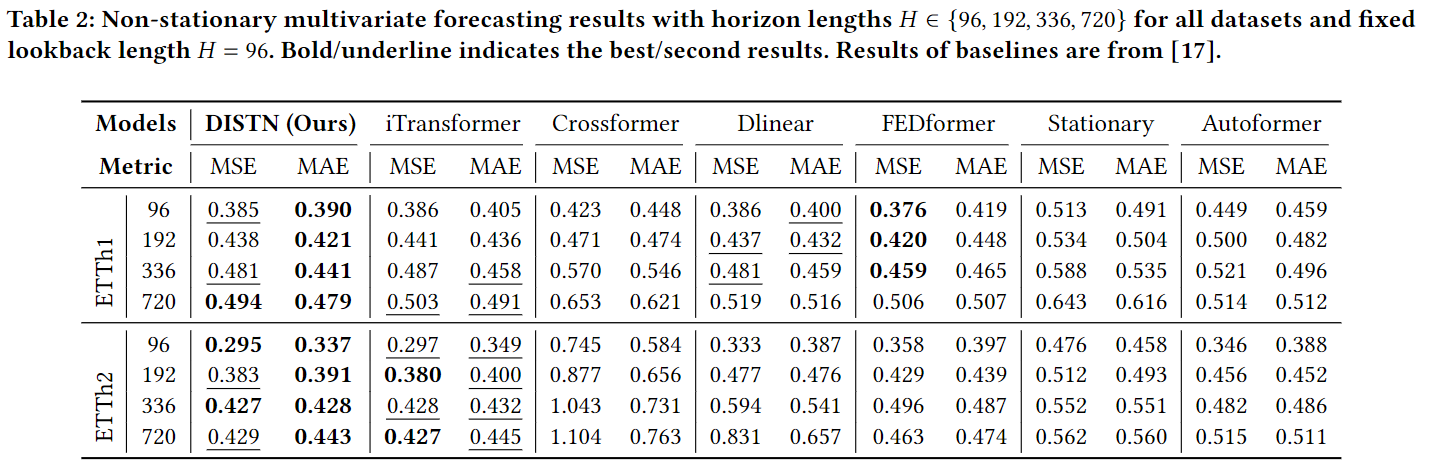 Table 2: Non-stationary multivariate forecasting results with horizon lengths H ∈ {96, 192, 336, 720} for all datasets and fixed
lookback length H = 96. Bold/underline indicates the best/second results. Results of baselines are from [17].
Models DISTN (Ours) iTransformer Crossformer Dlinear FEDformer Stationary Autoformer
Metric MSE MAE MSE MAE MSE MAE MSE MAE MSE MAE MSE MAE MSE MAE
ETTh1
96 0.385 0.390 0.386 0.405 0.423 0.448 0.386 0.400 0.376 0.419 0.513 0.491 0.449 0.459
192 0.438 0.421 0.441 0.436 0.471 0.474 0.437 0.432 0.420 0.448 0.534 0.504 0.500 0.482
336 0.481 0.441 0.487 0.458 0.570 0.546 0.481 0.459 0.459 0.465 0.588 0.535 0.521 0.496
720 0.494 0.479 0.503 0.491 0.653 0.621 0.519 0.516 0.506 0.507 0.643 0.616 0.514 0.512
ETTh2
96 0.295 0.337 0.297 0.349 0.745 0.584 0.333 0.387 0.358 0.397 0.476 0.458 0.346 0.388
192 0.383 0.391 0.380 0.400 0.877 0.656 0.477 0.476 0.429 0.439 0.512 0.493 0.456 0.452
336 0.427 0.428 0.428 0.432 1.043 0.731 0.594 0.541 0.496 0.487 0.552 0.551 0.482 0.486
720 0.429 0.443 0.427 0.445 1.104 0.763 0.831 0.657 0.463 0.474 0.562 0.560 0.515 0.511